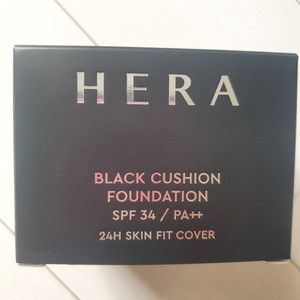 HERA
BLACK CUSHION
FOUNDATION
SPF 34 / PA++
24H SKIN FIT COVER